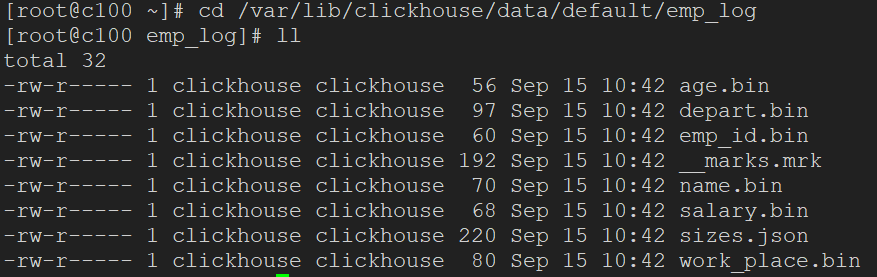 [root@c100 ~]# cd /var/lib/clickhouse/data/default/emp_log
[root@c100 emp_log]# ll
total 32
-rw-r----- 1 clickhouse clickhouse  56 Sep 15 10:42 age.bin
-rw-r----- 1 clickhouse clickhouse  97 Sep 15 10:42 depart.bin
-rw-r----- 1 clickhouse clickhouse  60 Sep 15 10:42 emp_id.bin
-rw-r----- 1 clickhouse clickhouse 192 Sep 15 10:42 __marks.mrk
-rw-r----- 1 clickhouse clickhouse  70 Sep 15 10:42 name.bin
-rw-r----- 1 clickhouse clickhouse  68 Sep 15 10:42 salary.bin
-rw-r----- 1 clickhouse clickhouse 220 Sep 15 10:42 sizes.json
-rw-r----- 1 clickhouse clickhouse  80 Sep 15 10:42 work_place.bin